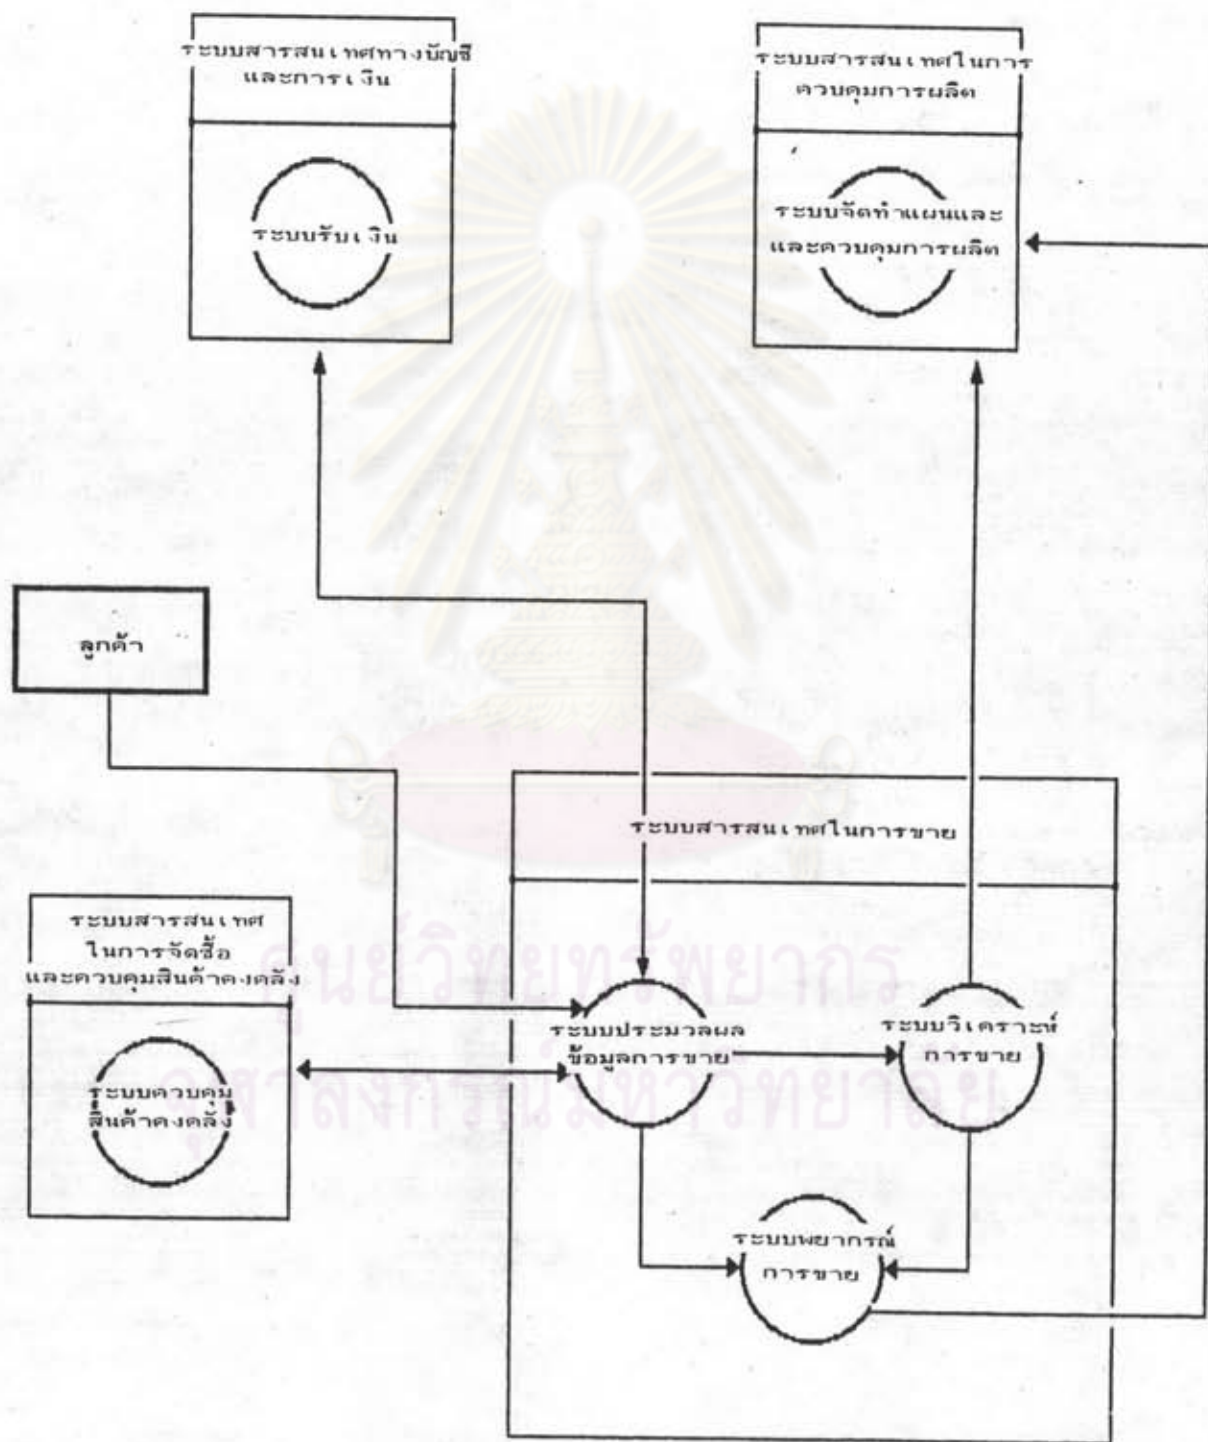 ระบบสารสนเทศทางบัญชี
และการเงิน
ระบบรับเงิน
ระบบสารสนเทศในการ
ควบคุมการผลิต
ระบบจัดทำแผนและ
และควบคุมการผลิต
ลูกค้า
ระบบสารสนเทศในการขาย
ระบบสารสนเทศ
ในการจัดซื้อ
และควบคุมสินค้าคงคลัง
ระบบควบคุม
สินค้าคงคลัง
ระบบประมวลผล
ข้อมูลการขาย
ระบบวิเคราะห์
การขาย
ระบบพยากรณ์
การขาย
ศูนย์วิทยทรัพยากร
จุฬาลงกรณ์มหาวิทยาลัย